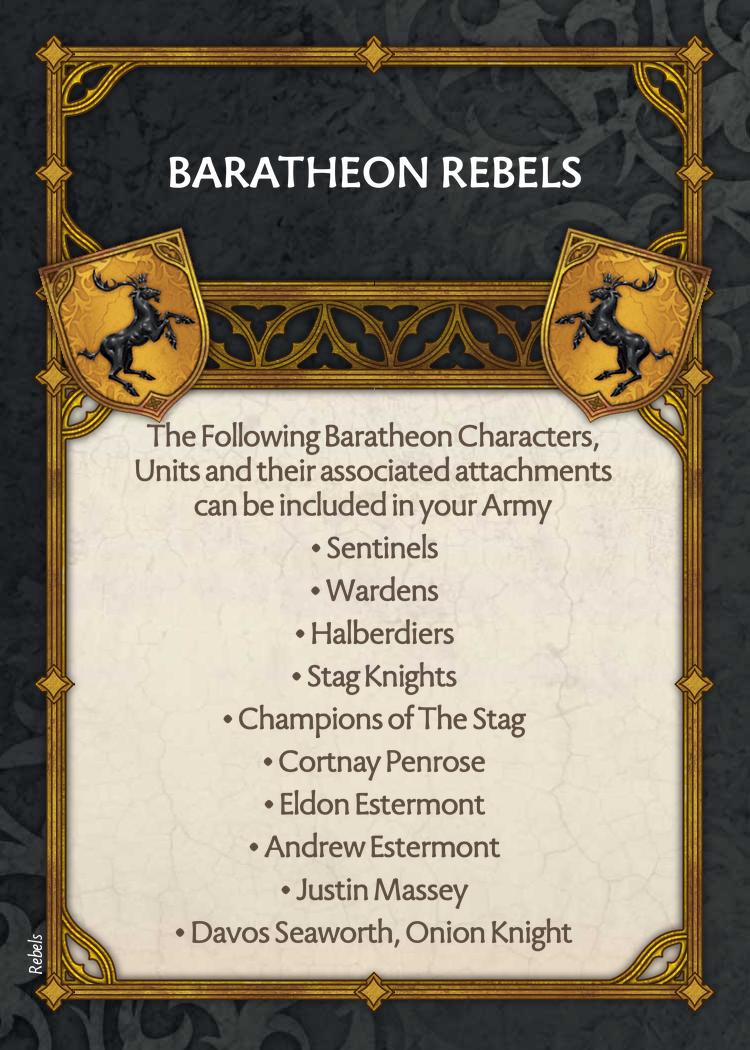 BARATHEON REBELS
The Following Baratheon Characters,
Units and their associated attachments
can be included in your Army
• Sentinels
• Wardens
• Halberdiers
• Stag Knights
• Champions of The Stag
• Cortnay Penrose
• Eldon Estermont
• Andrew Estermont
• Justin Massey
• Davos Seaworth, Onion Knight
Rebels